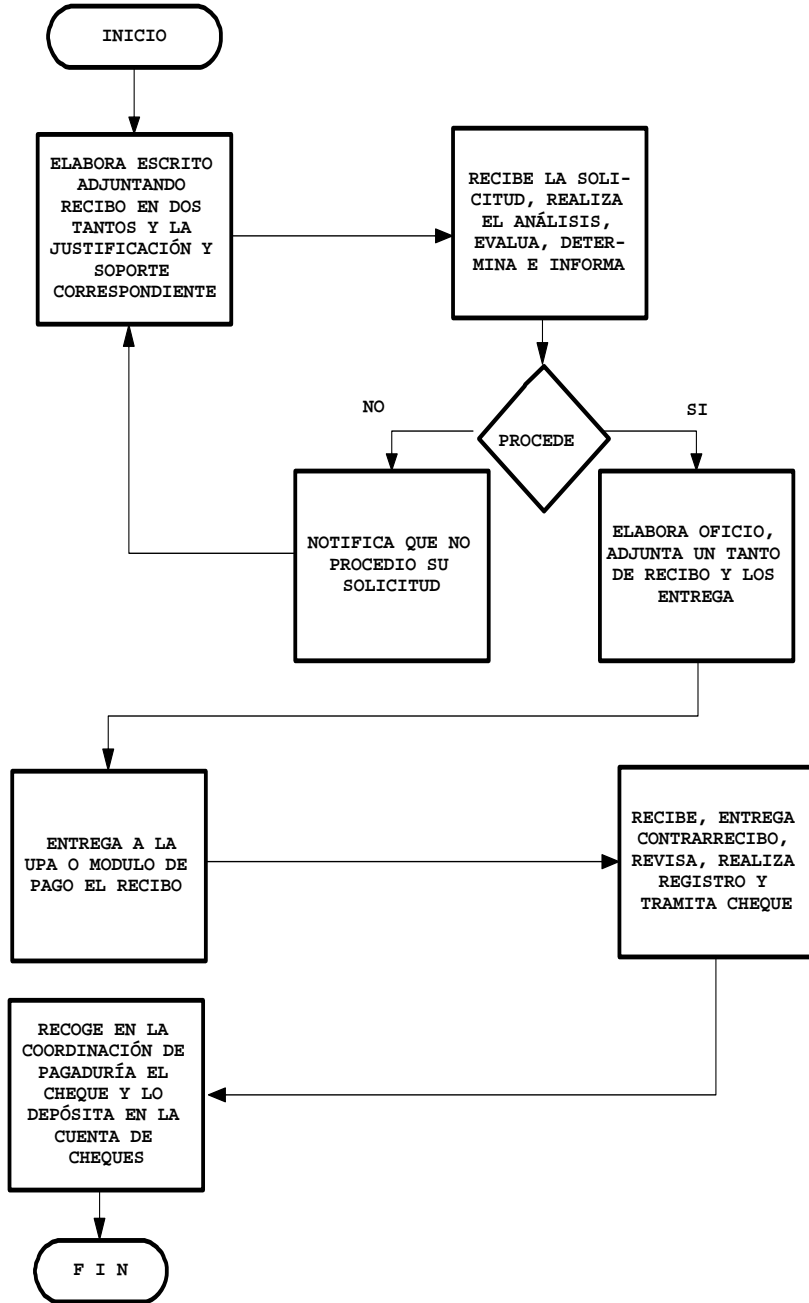 INICIO
ELABORA ESCRITO
ADJUNTANDO
RECIBO EN DOS
TANTOS Y LA
JUSTIFICACIÓN Y
SOPORTE
CORRESPONDIENTE
RECIBE LA SOLI-
CITUD, REALIZA
EL ANÁLISIS,
EVALUA, DETER-
MINA E INFORMA
NO
SI
PROCEDE
NOTIFICA QUE NO
PROCEDIO SU
SOLICITUD
ELABORA OFICIO,
ADJUNTA UN TANTO
DE RECIBO Y LOS
ENTREGA
ENTREGA A LA
UPA O MODULO DE
PAGO EL RECIBO
RECIBE, ENTREGA
CONTRARRECIBO,
REVISA, REALIZA
REGISTRO Y
TRAMITA CHEQUE
RECOGE EN LA
COORDINACIÓN DE
PAGADURÍA EL
CHEQUE Y LO
DEPÓSITA EN LA
CUENTA DE
CHEQUES
F I N